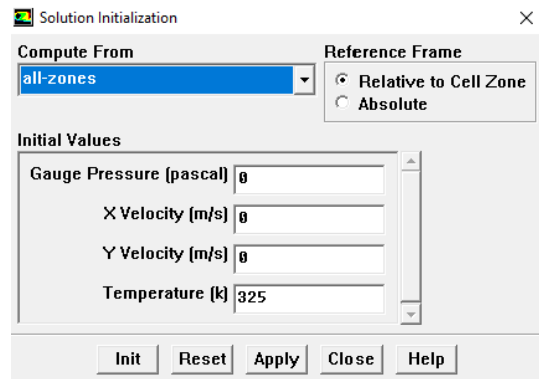 Solution Initialization
Compute From
all-zones
Reference Frame
Relative to Cell Zone
Absolute
Initial Values
Gauge Pressure (pascal) 0
X Velocity (m/s) 0
Y Velocity (m/s) 0
Temperature (k) 325
Init Reset Apply Close Help